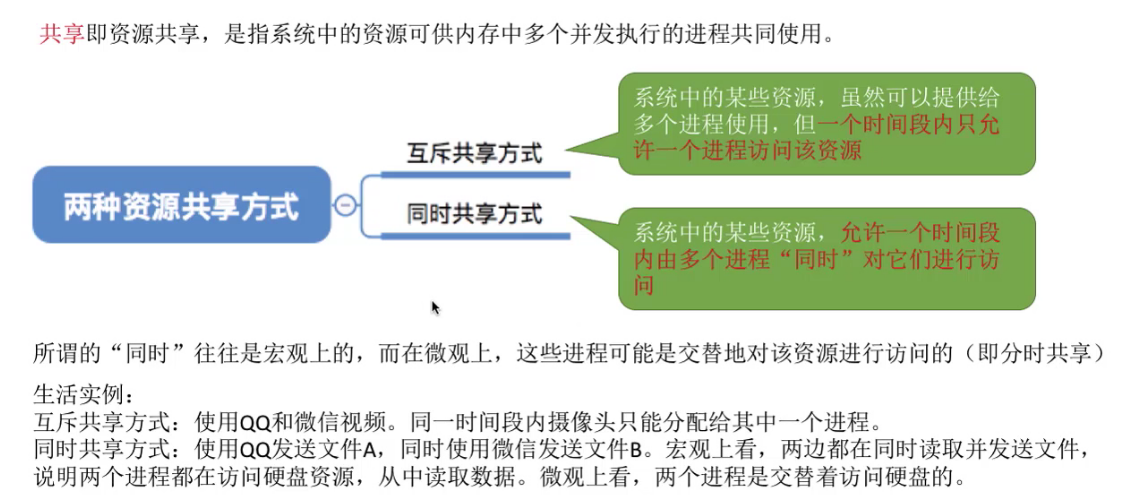 共享即资源共享，是指系统中的资源可供内存中多个并发执行的进程共同使用。
系统中的某些资源，虽然可以提供给
多个进程使用，但一个时间段内只允
许一个进程访问该资源
互斥共享方式
两种资源共享方式
同时共享方式
系统中的某些资源，允许一个时间段
内由多个进程“同时”对它们进行访
问
所谓的“同时”往往是宏观上的，而在微观上，这些进程可能是交替地对该资源进行访问的（即分时共享）
生活实例：
互斥共享方式：使用QQ和微信视频。同一时间段内摄像头只能分配给其中一个进程。
同时共享方式：使用QQ发送文件A，同时使用微信发送文件B。宏观上看，两边都在同时读取并发送文件，
说明两个进程都在访问硬盘资源，从中读取数据。微观上看，两个进程是交替着访问硬盘的。